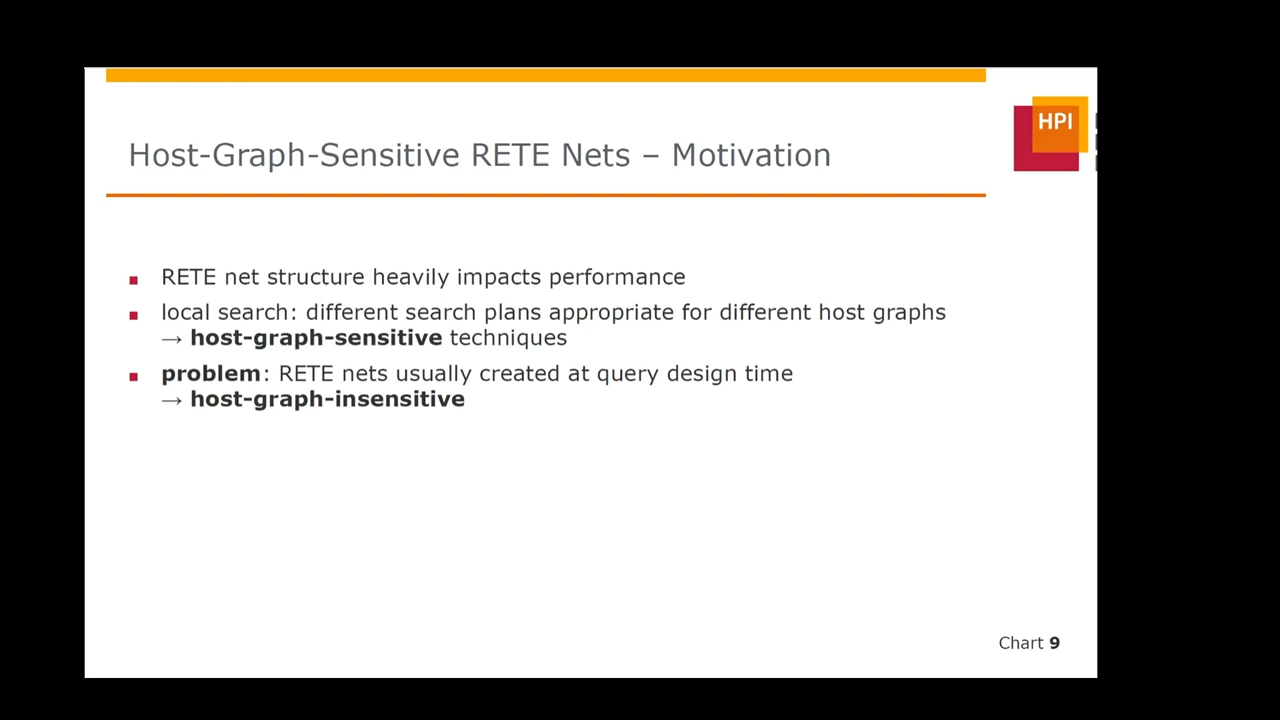 HPI
Host-Graph-Sensitive RETE Nets – Motivation
RETE net structure heavily impacts performance
local search: different search plans appropriate for different host graphs
→ host-graph-sensitive techniques
problem: RETE nets usually created at query design time
→ host-graph-insensitive
Chart 9